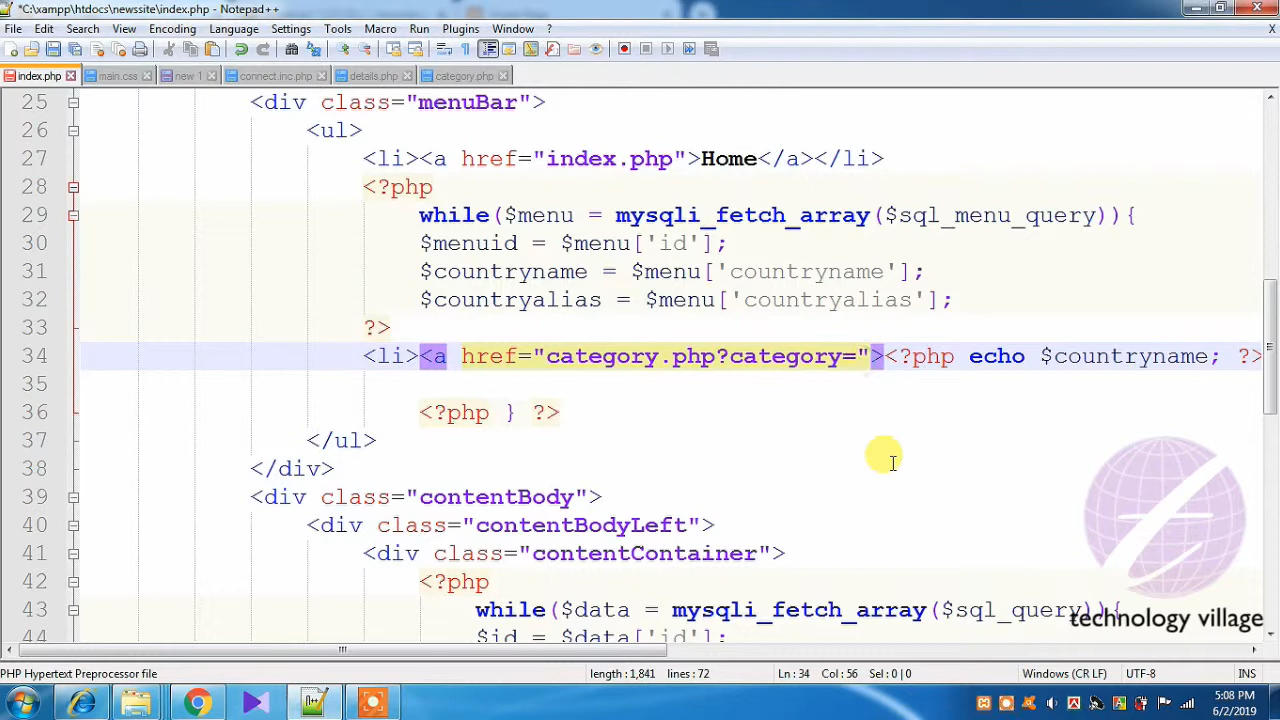 *C:\xampp\htdocs\newssite\index.php - Notepad++
File Edit Search View Encoding Language Settings Tools Macro Run Plugins Window ? X
index.php main.css new 1 connect.inc.php details.php category.php
25 <div class="menuBar">
26 <ul>
27 <li><a href="index.php">Home</a></li>
28 <?php
29 while($menu = mysqli_fetch_array($sql_menu_query)){
30 $menuid = $menu['id'];
31 $countryname = $menu['countryname'];
32 $countryalias = $menu['countryalias'];
33 ?>
34 <li><a href="category.php?category="><?php echo $countryname; ?>
35
36 <?php } ?>
37 </ul>
38 </div>
39 <div class="contentBody">
40 <div class="contentBodyLeft">
41 <div class="contentContainer">
42 <?php
43 while($data = mysqli_fetch_array($sql_query)){
44 $id = $data['id'];
technology village
PHP Hypertext Preprocessor file length : 1,841 lines : 72 Ln : 34 Col : 56 Sel : 0 | 0 Windows (CR LF) UTF-8 INS
5:08 PM
6/2/2019